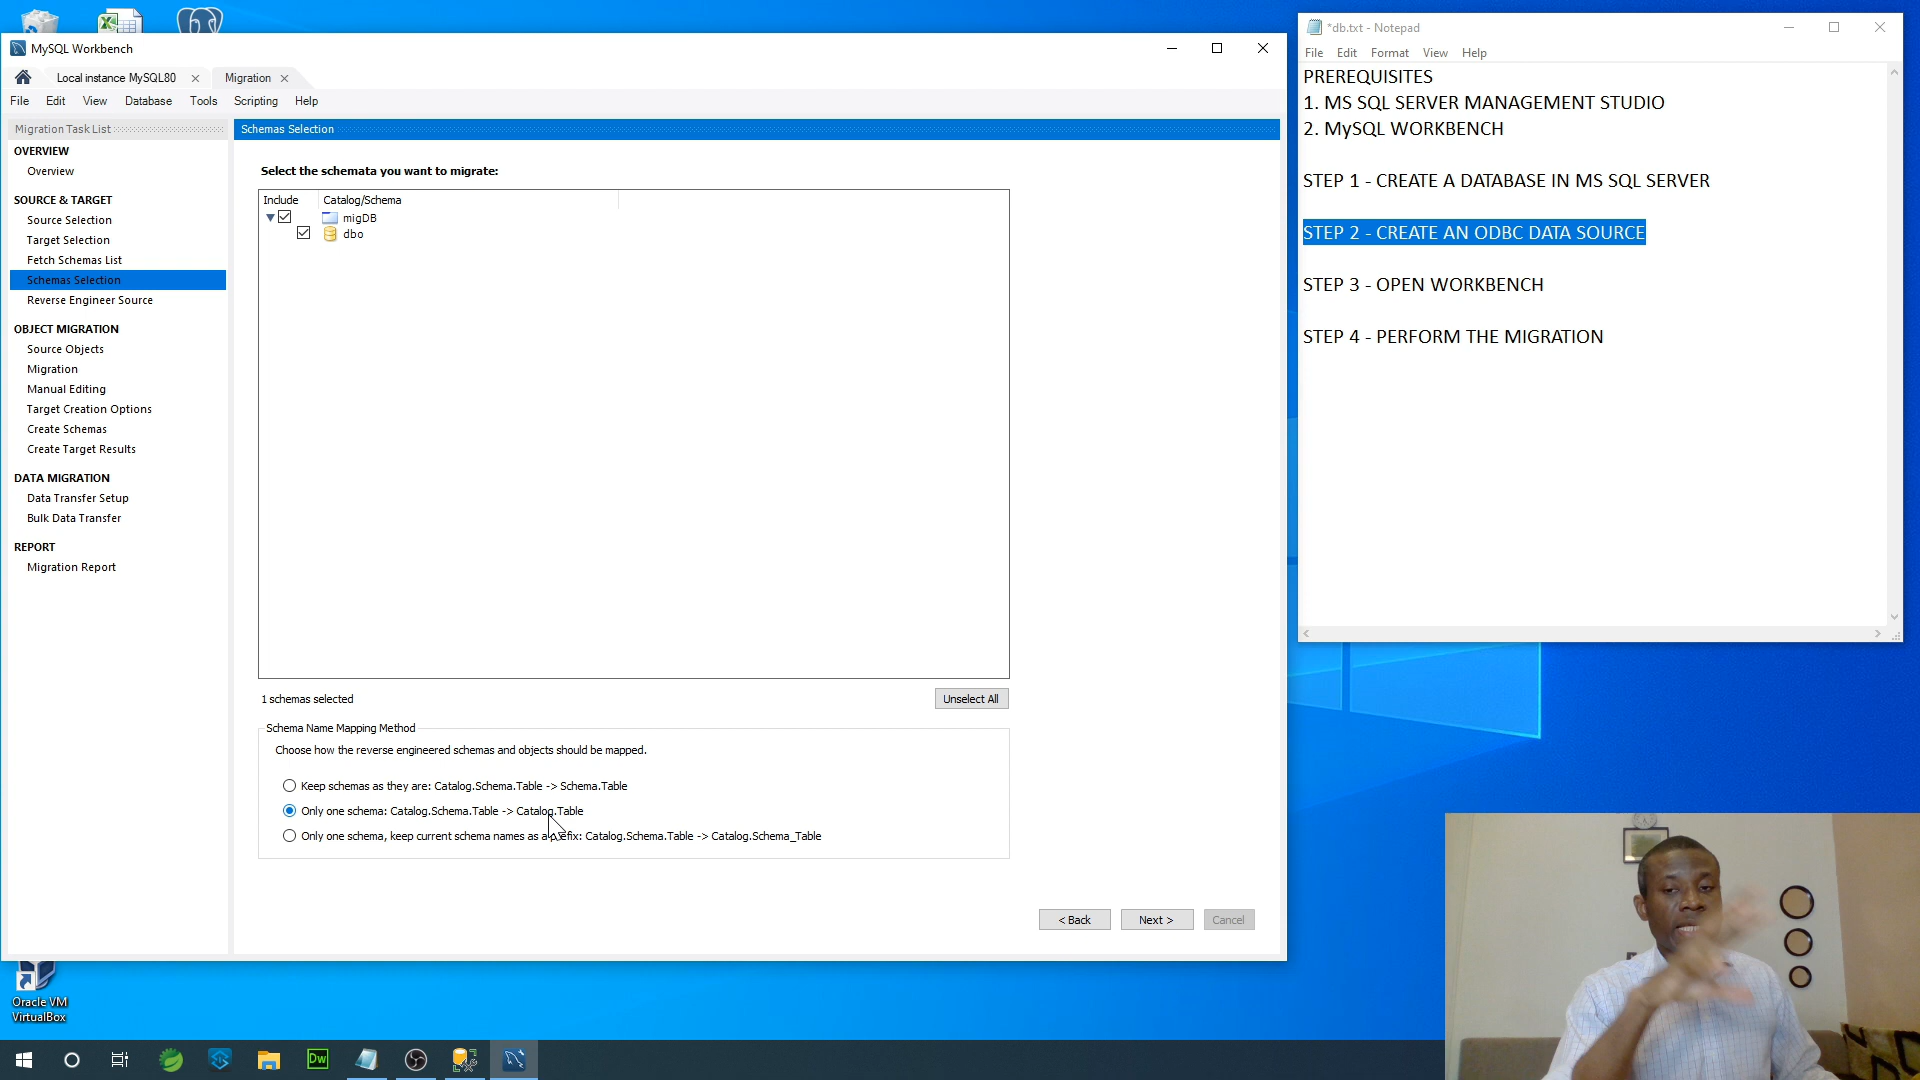 MySQL Workbench
Local instance MySQL80
Migration
File Edit View Database Tools Scripting Help
Migration Task List
OVERVIEW
Overview
SOURCE & TARGET
Source Selection
Target Selection
Fetch Schemas List
Schemas Selection
Reverse Engineer Source
OBJECT MIGRATION
Source Objects
Migration
Manual Editing
Target Creation Options
Create Schemas
Create Target Results
DATA MIGRATION
Data Transfer Setup
Bulk Data Transfer
REPORT
Migration Report
Schemas Selection
Select the schemata you want to migrate:
Include Catalog/Schema
migDB
dbo
1 schemas selected
Unselect All
Schema Name Mapping Method
Choose how the reverse engineered schemas and objects should be mapped.
Keep schemas as they are: Catalog.Schema.Table -> Schema.Table
Only one schema: Catalog.Schema.Table -> Catalog.Table
Only one schema, keep current schema names as a prefix: Catalog.Schema.Table -> Catalog.Schema_Table
< Back Next > Cancel
*db.txt - Notepad
File Edit Format View Help
PREREQUISITES
1. MS SQL SERVER MANAGEMENT STUDIO
2. MySQL WORKBENCH
STEP 1 - CREATE A DATABASE IN MS SQL SERVER
STEP 2 - CREATE AN ODBC DATA SOURCE
STEP 3 - OPEN WORKBENCH
STEP 4 - PERFORM THE MIGRATION
Oracle VM
VirtualBox
Dw